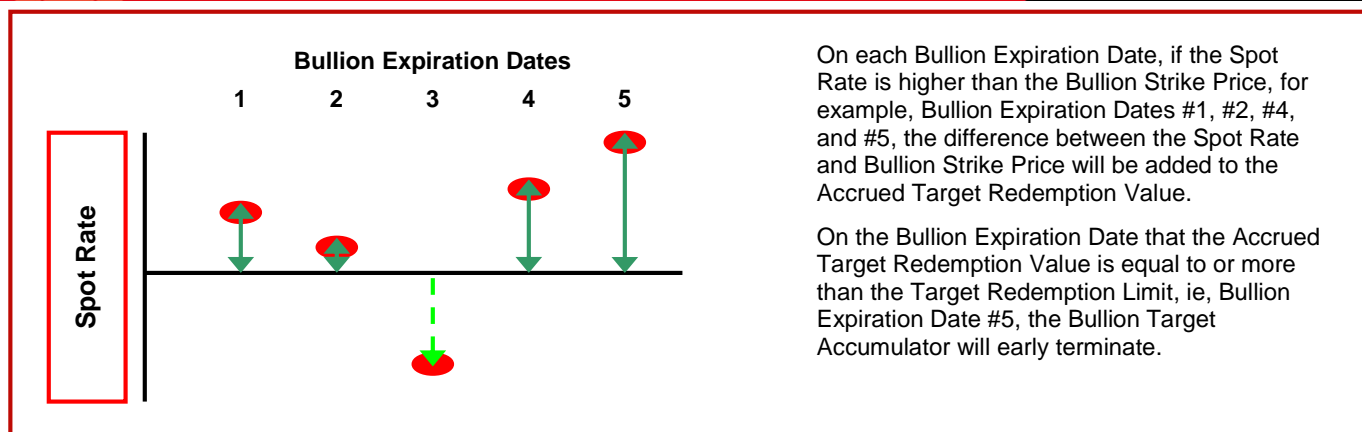 Bullion Expiration Dates
1 2 3 4 5
Spot Rate
On each Bullion Expiration Date, if the Spot
Rate is higher than the Bullion Strike Price, for
example, Bullion Expiration Dates #1, #2, #4,
and #5, the difference between the Spot Rate
and Bullion Strike Price will be added to the
Accrued Target Redemption Value.
On the Bullion Expiration Date that the Accrued
Target Redemption Value is equal to or more
than the Target Redemption Limit, ie, Bullion
Expiration Date #5, the Bullion Target
Accumulator will early terminate.